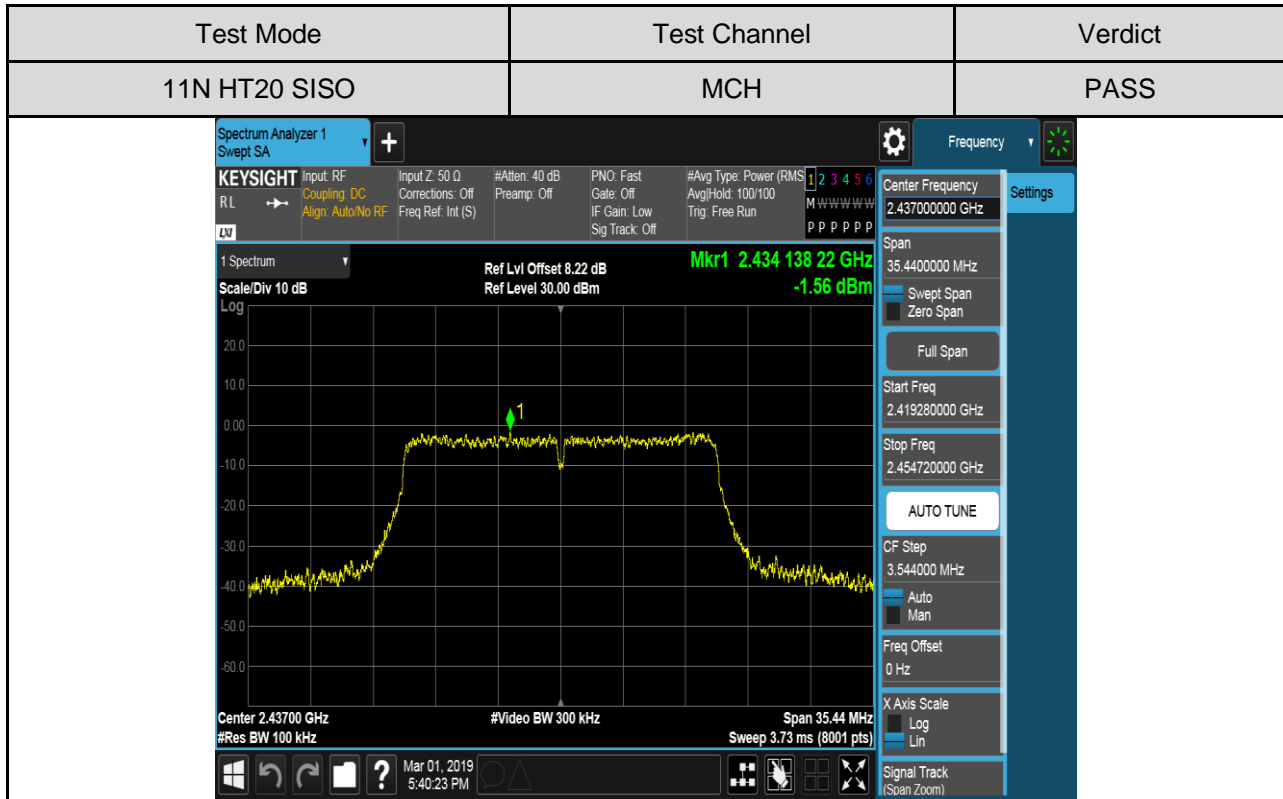 Test Mode Test Channel Verdict
11N HT20 SISO MCH PASS
Spectrum Analyzer 1
Swept SA
+
Frequency
KEYSIGHT
RL
LXI
Input: RF
Coupling: DC
Align: Auto/No RF
Input Z: 50 Ω
Corrections: Off
Freq Ref: Int (S)
#Atten: 40 dB
Preamp: Off
PNO: Fast
Gate: Off
IF Gain: Low
Sig Track: Off
#Avg Type: Power (RMS
Avg|Hold: 100/100
Trig: Free Run
1 2 3 4 5 6
M W W W W W
P P P P P P
1 Spectrum
Scale/Div 10 dB
Ref Lvl Offset 8.22 dB
Ref Level 30.00 dBm
Mkr1 2.434 138 22 GHz
-1.56 dBm
Log
20.0
10.0
0.00
-10.0
-20.0
-30.0
-40.0
-50.0
-60.0
1
Center 2.43700 GHz
#Res BW 100 kHz
#Video BW 300 kHz
Span 35.44 MHz
Sweep 3.73 ms (8001 pts)
Center Frequency
2.437000000 GHz
Settings
Span
35.4400000 MHz
Swept Span
Zero Span
Full Span
Start Freq
2.419280000 GHz
Stop Freq
2.454720000 GHz
AUTO TUNE
CF Step
3.544000 MHz
Auto
Man
Freq Offset
0 Hz
X Axis Scale
Log
Lin
Signal Track
(Span Zoom)
?
Mar 01, 2019
5:40:23 PM